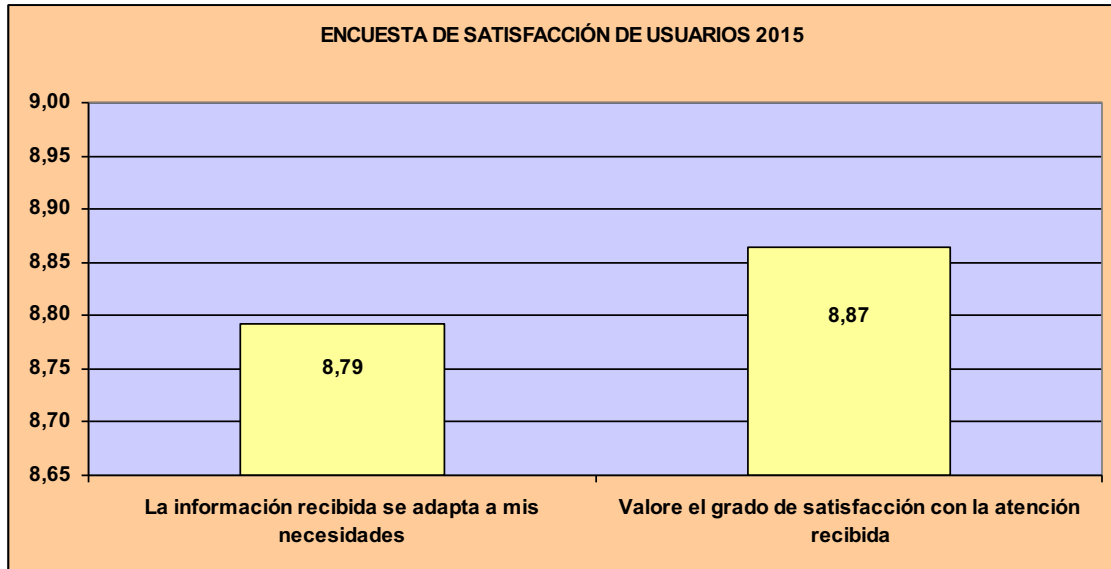 ENCUESTA DE SATISFACCIÓN DE USUARIOS 2015
9,00
8,95
8,90
8,85
8,80
8,75
8,70
8,65
8,79
8,87
La información recibida se adapta a mis
necesidades
Valore el grado de satisfacción con la atención
recibida